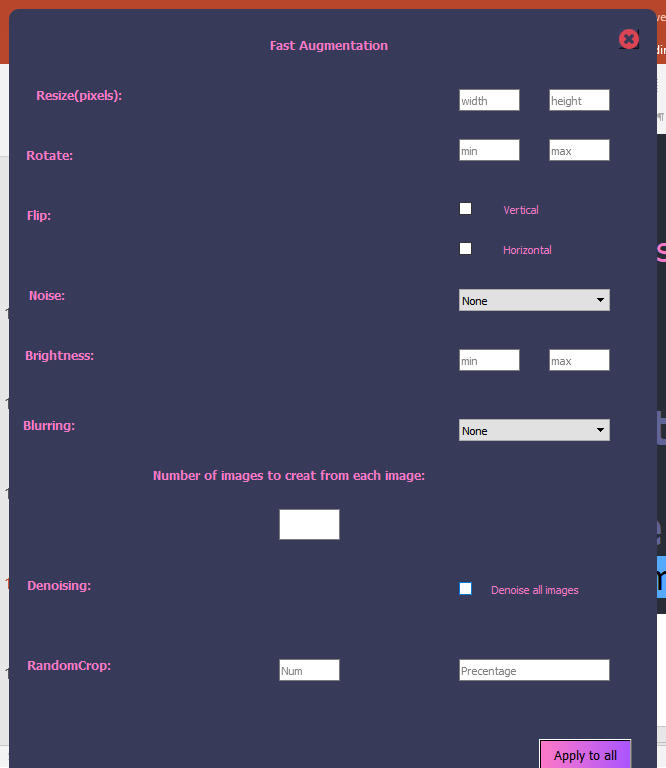 Fast Augmentation
Resize(pixels): width height
Rotate: min max
Flip: Vertical
Horizontal
Noise: None
Brightness: min max
Blurring: None
Number of images to creat from each image:
Denoising: Denoise all images
RandomCrop: Num Precentage
Apply to all